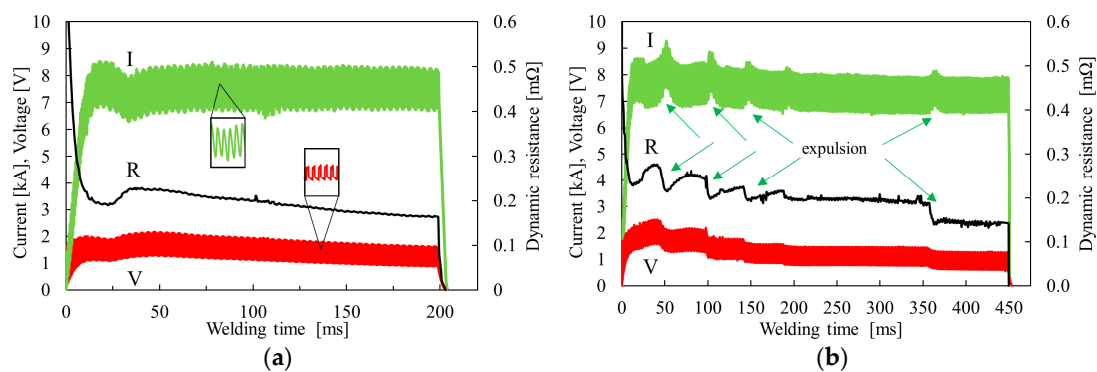 10
9
8
7
6
5
4
3
2
1
0
Current [kA], Voltage [V]
I
R
V
0.6
0.5
0.4
0.3
0.2
0.1
0
Dynamic resistance [mΩ]
0 50 100 150 200
Welding time [ms]
(a)
10
9
8
7
6
5
4
3
2
1
0
Current [kA], Voltage [V]
I
expulsion
R
V
0.6
0.5
0.4
0.3
0.2
0.1
0.0
Dynamic resistance [mΩ]
0 50 100 150 200 250 300 350 400 450
Welding time [ms]
(b)